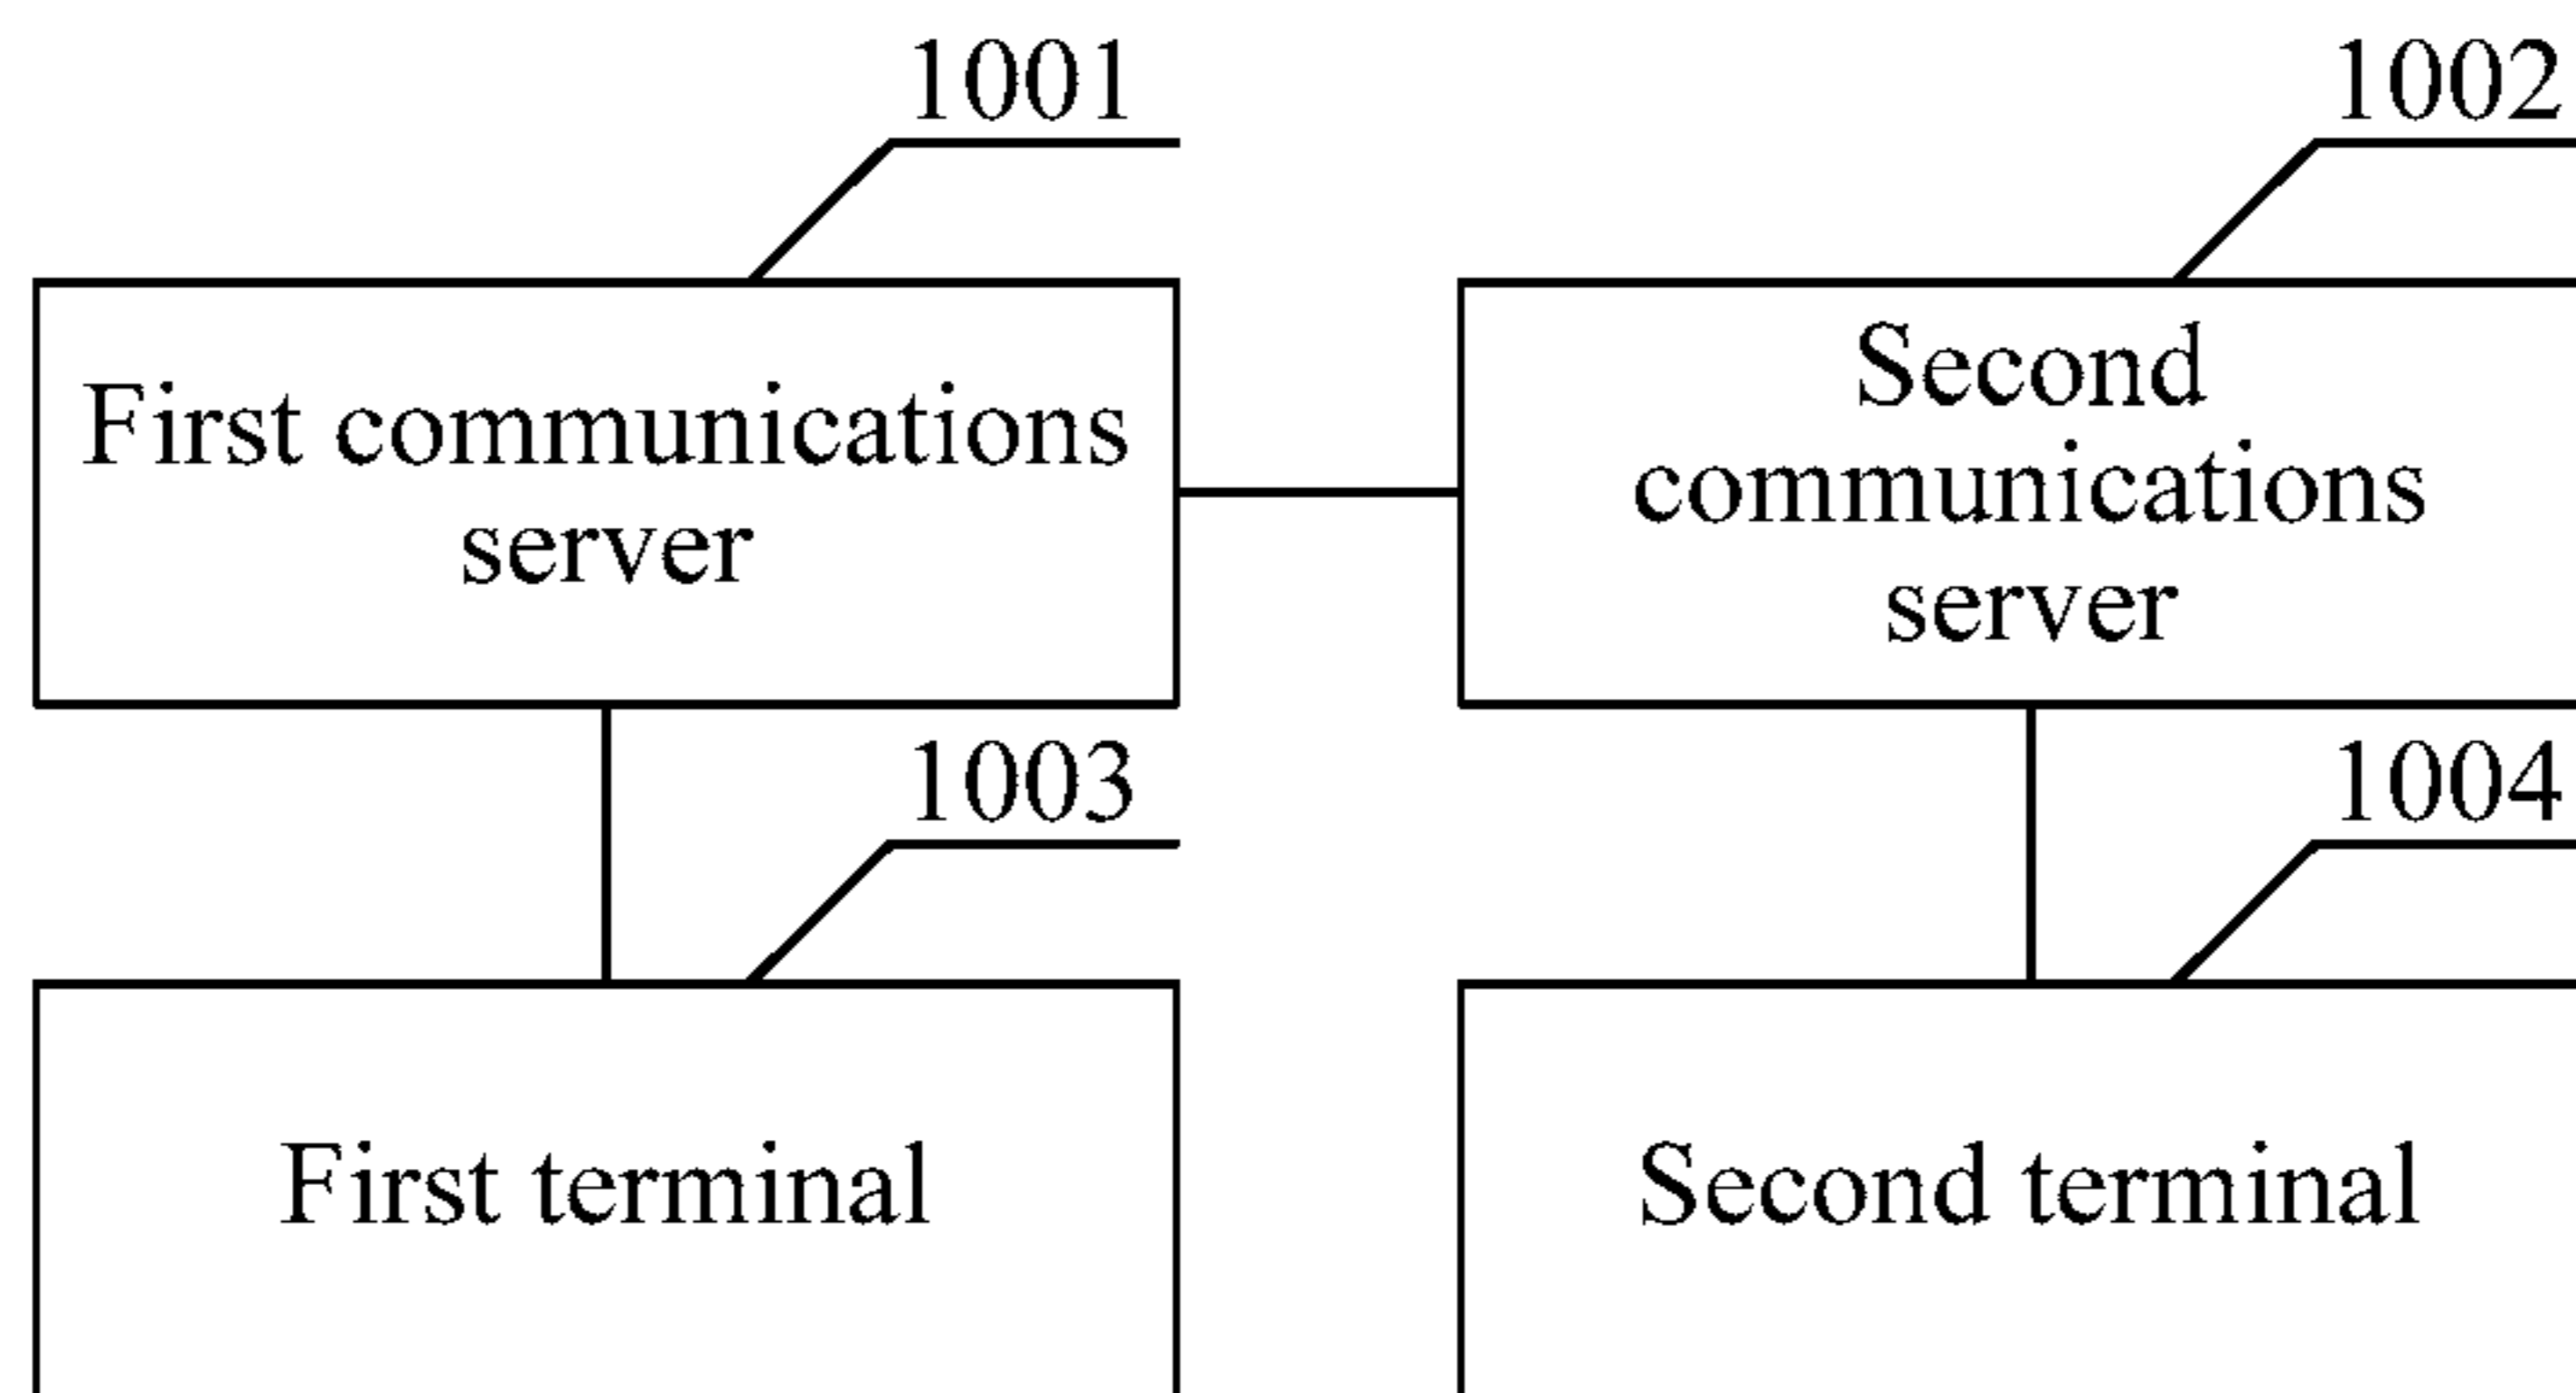 1001
First communications
server
1002
Second
communications
server
1003
First terminal
1004
Second terminal